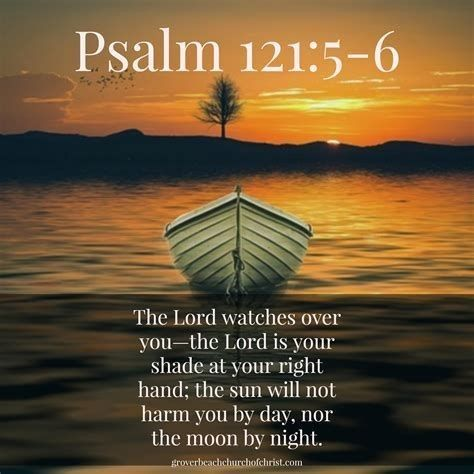 Psalm 121:5-6
The Lord watches over
you—the Lord is your
shade at your right
hand; the sun will not
harm you by day, nor
the moon by night.
groverbeachchurchofchrist.com